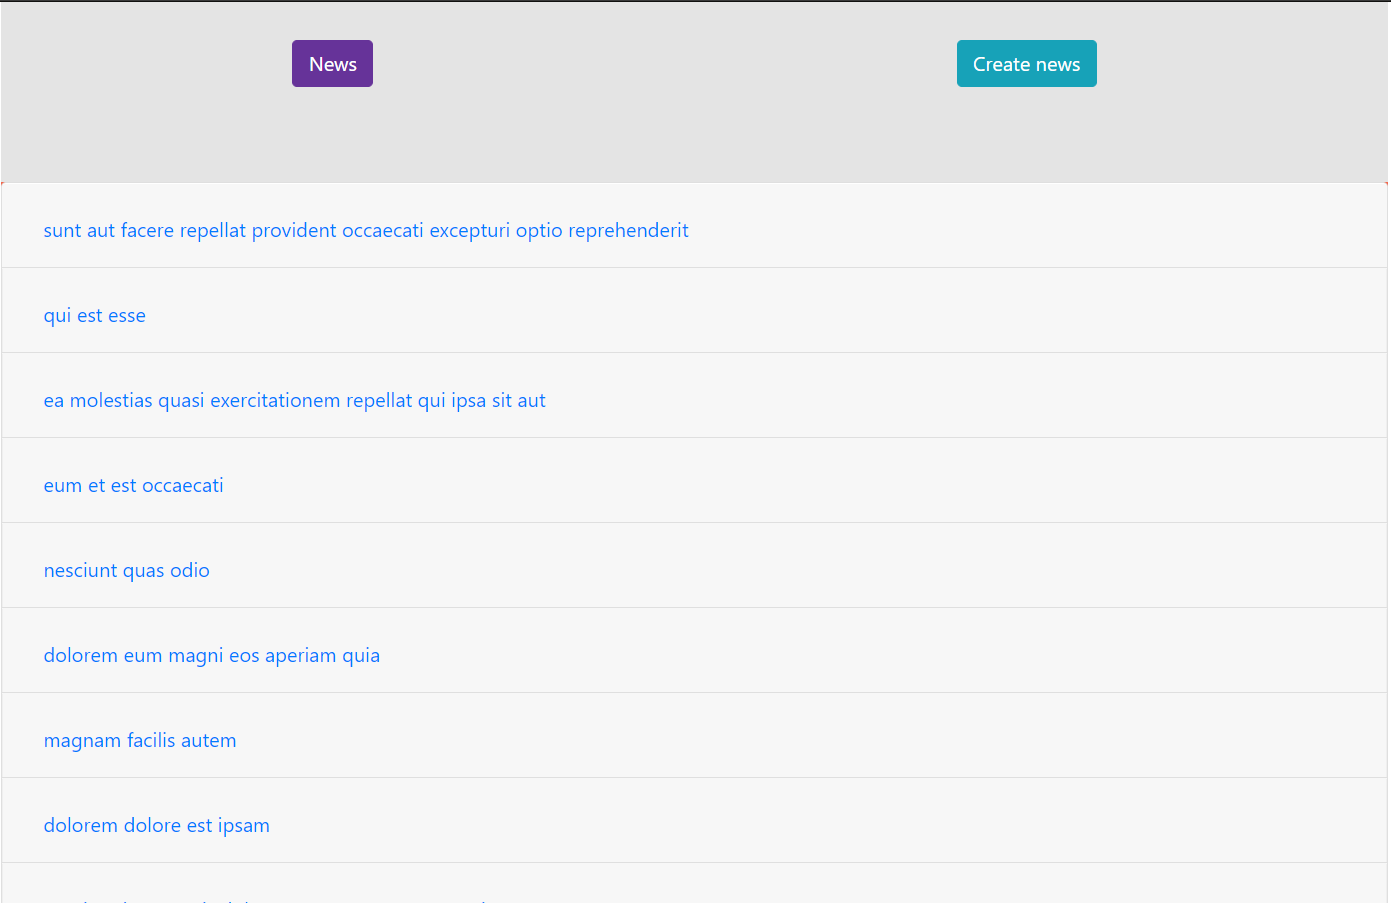 News
Create news
sunt aut facere repellat provident occaecati excepturi optio reprehenderit
qui est esse
ea molestias quasi exercitationem repellat qui ipsa sit aut
eum et est occaecati
nesciunt quas odio
dolorem eum magni eos aperiam quia
magnam facilis autem
dolorem dolore est ipsam